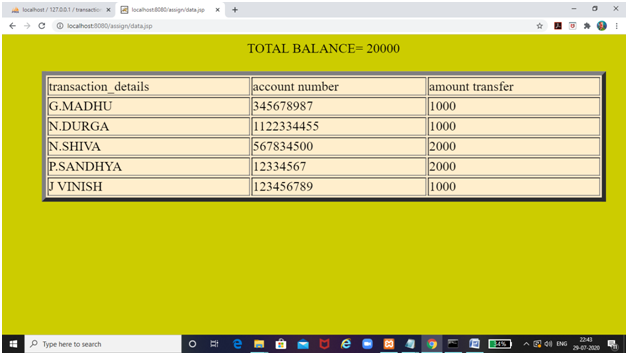 localhost / 127.0.0.1 / transaction
localhost:8080/assign/data.jsp
localhost:8080/assign/data.jsp
TOTAL BALANCE= 20000
transaction_details account number amount transfer
G.MADHU 345678987 1000
N.DURGA 1122334455 1000
N.SHIVA 567834500 2000
P.SANDHYA 12334567 2000
J VINISH 123456789 1000
Type here to search
ENG
22:43
29-07-2020